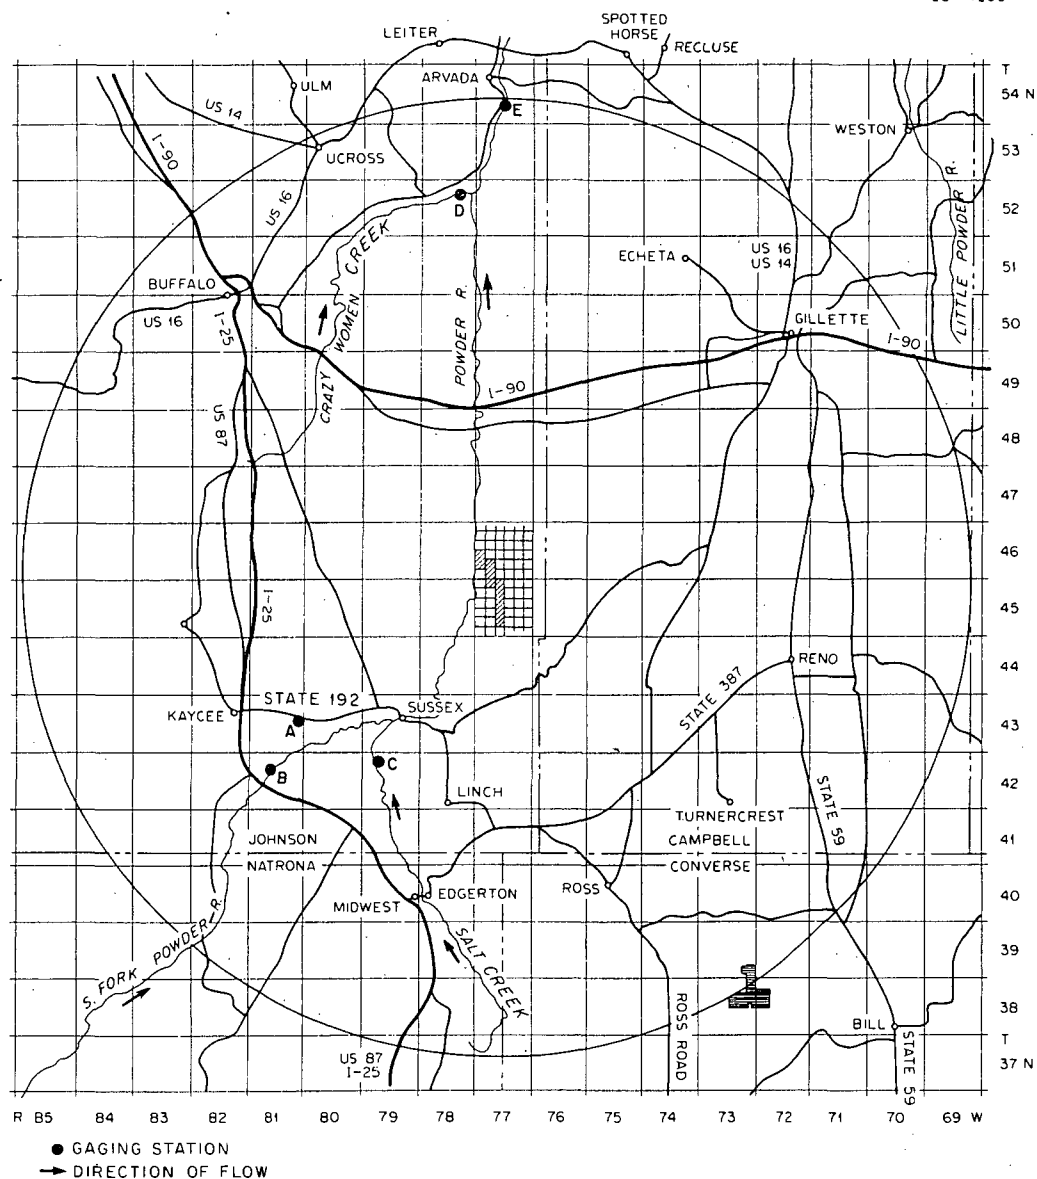 LEITER
SPOTTED
HORSE
RECLUSE
ARVADA
T
54 N
ULM
US 14
E
WESTON
I-90
UCROSS
53
D
US 16
52
CRAZY WOMEN CREEK
LITTLE POWDER R.
ECHETA
US 16
US 14
51
BUFFALO
US 16
I-25
POWDER R.
GILLETTE
50
I-90
I-90
49
US 87
48
47
46
I-25
45
RENO
44
STATE 192
STATE 387
KAYCEE
SUSSEX
A
43
B
C
42
LINCH
TURNERCREST
STATE 59
JOHNSON
CAMPBELL
41
NATRONA
CONVERSE
ROSS
EDGERTON
MIDWEST
40
S. FORK POWDER R.
SALT CREEK
39
38
ROSS ROAD
BILL
T
US 87
I-25
STATE 59
37 N
R 85 84 83 82 81 80 79 78 77 76 75 74 73 72 71 70 69 W
GAGING STATION
DIRECTION OF FLOW